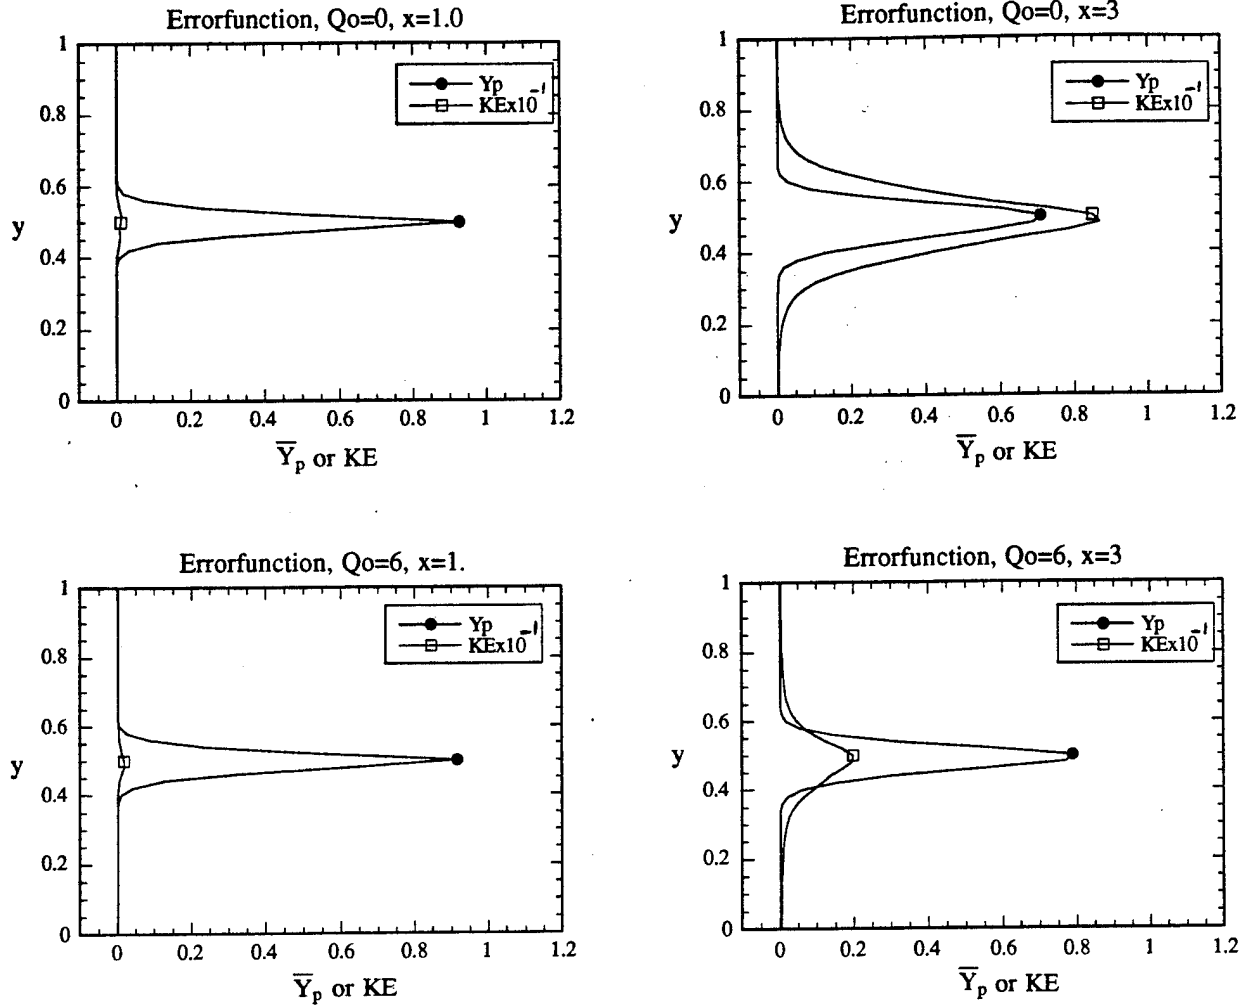 Errorfunction, Qo=0, x=1.0
Yp
KEx10⁻¹
1
0.8
0.6
0.4
0.2
0
y
0 0.2 0.4 0.6 0.8 1 1.2
Y̅p or KE
Errorfunction, Qo=0, x=3
Yp
KEx10⁻¹
1
0.8
0.6
0.4
0.2
0
y
0 0.2 0.4 0.6 0.8 1 1.2
Y̅p or KE
Errorfunction, Qo=6, x=1.
Yp
KEx10⁻¹
1
0.8
0.6
0.4
0.2
0
y
0 0.2 0.4 0.6 0.8 1 1.2
Y̅p or KE
Errorfunction, Qo=6, x=3
Yp
KEx10⁻¹
1
0.8
0.6
0.4
0.2
0
y
0 0.2 0.4 0.6 0.8 1 1.2
Y̅p or KE